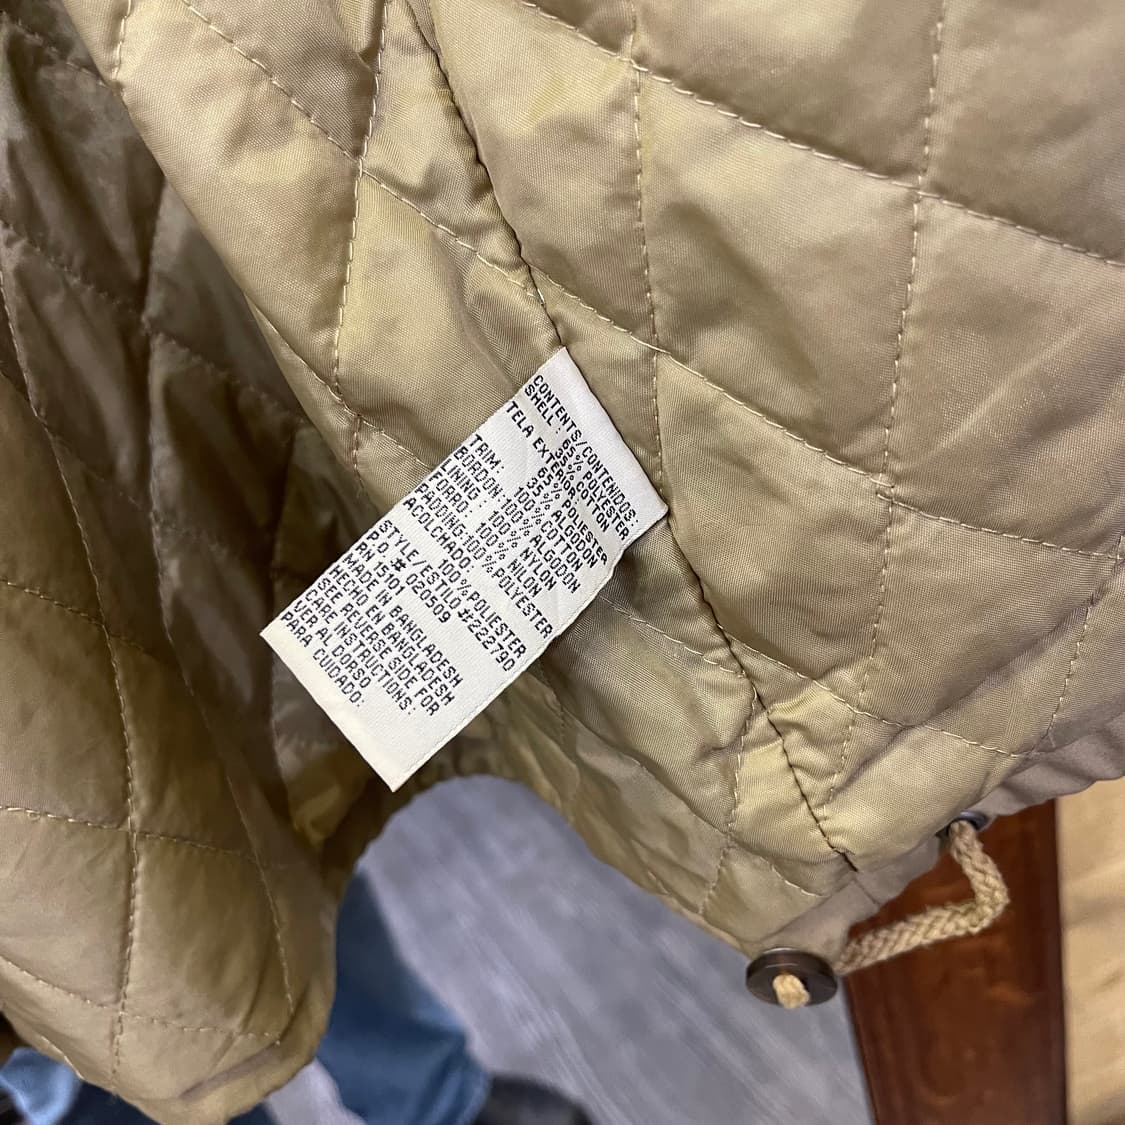 CONTENTS/CONTENIDOS:
SHELL: 65% POLYESTER
35% COTTON
TELA EXTERIOR:
65% POLIESTER
35% ALGODON
TRIM: 100% COTTON
BORDON: 100% ALGODON
LINING: 100% NYLON
FORRO: 100% NILON
PADDING:100% POLYESTER
ACOLCHADO:
100%POLIESTER
STYLE/ESTILO #222790
P.O. # 020509
RN 15101
MADE IN BANGLADESH
HECHO EN BANGLADESH
SEE REVERSE SIDE FOR
CARE INSTRUCTIONS:
VER AL DORSO
PARA CUIDADO: